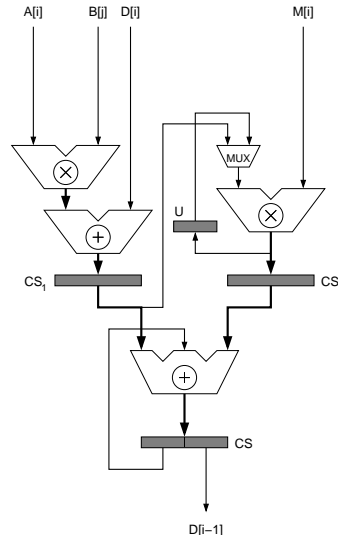 A[i] B[j] D[i] M[i]
MUX
×
U
×
+
CS₁
CS
+
CS
D[i−1]